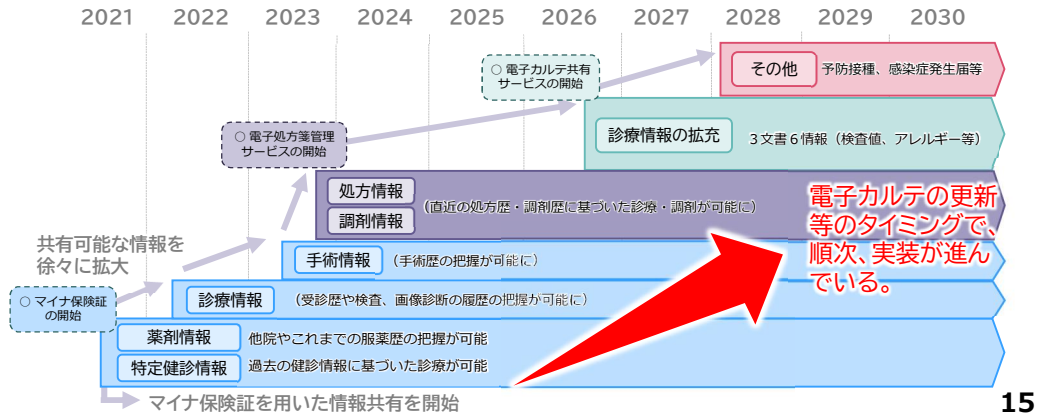 2021 2022 2023 2024 2025 2026 2027 2028 2029 2030
その他 予防接種、感染症発生届等
○ 電子カルテ共有
サービスの開始
診療情報の拡充 3文書6情報（検査値、アレルギー等）
○ 電子処方箋管理
サービスの開始
処方情報
調剤情報
（直近の処方歴・調剤歴に基づいた診療・調剤が可能に）
電子カルテの更新
等のタイミングで、
順次、実装が進ん
でいる。
共有可能な情報を
徐々に拡大
手術情報 （手術歴の把握が可能に）
○ マイナ保険証
の開始
診療情報 （受診歴や検査、画像診断の履歴の把握が可能に）
薬剤情報 他院やこれまでの服薬歴の把握が可能
特定健診情報 過去の健診情報に基づいた診療が可能
マイナ保険証を用いた情報共有を開始
15